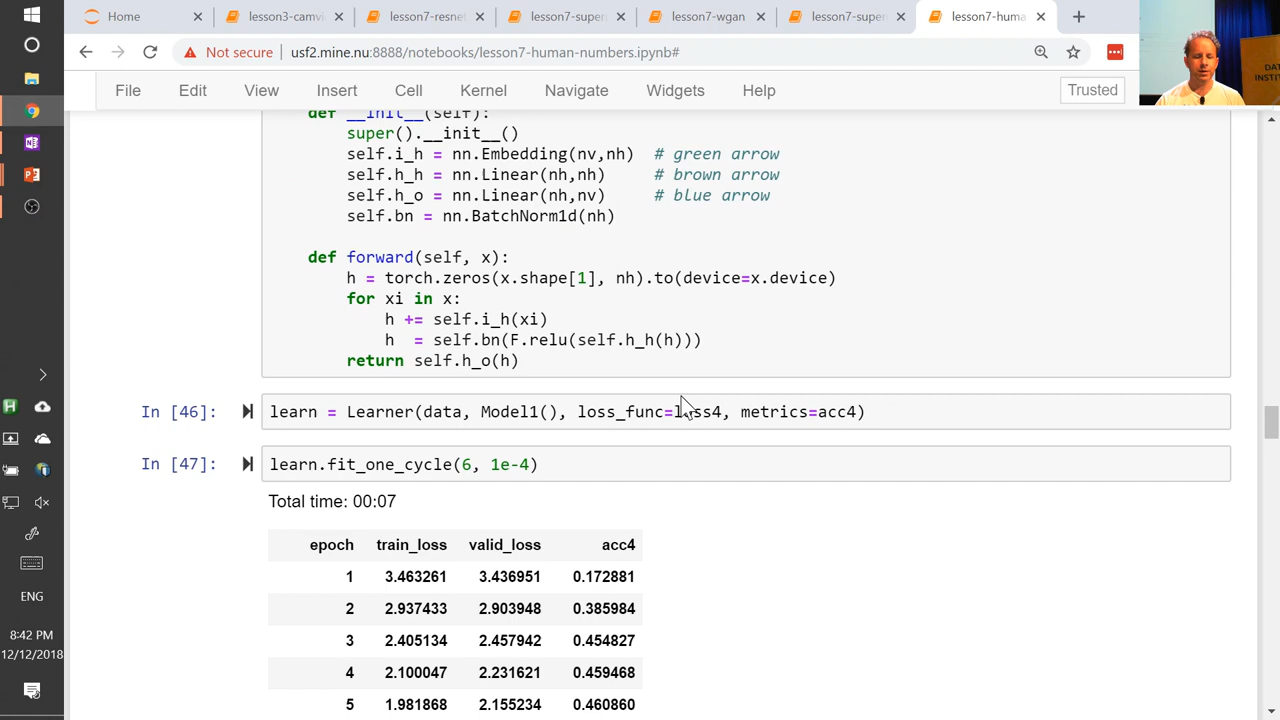 Home
lesson3-camvi
lesson7-resne
lesson7-super
lesson7-wgan
lesson7-super
lesson7-huma
Not secure
usf2.mine.nu:8888/notebooks/lesson7-human-numbers.ipynb#
DAT
INSTIT
File
Edit
View
Insert
Cell
Kernel
Navigate
Widgets
Help
Trusted
def __init__(self):
super().__init__()
self.i_h = nn.Embedding(nv,nh)  # green arrow
self.h_h = nn.Linear(nh,nh)     # brown arrow
self.h_o = nn.Linear(nh,nv)     # blue arrow
self.bn = nn.BatchNorm1d(nh)
def forward(self, x):
h = torch.zeros(x.shape[1], nh).to(device=x.device)
for xi in x:
h += self.i_h(xi)
h  = self.bn(F.relu(self.h_h(h)))
return self.h_o(h)
In [46]:
learn = Learner(data, Model1(), loss_func=loss4, metrics=acc4)
In [47]:
learn.fit_one_cycle(6, 1e-4)
Total time: 00:07
epoch train_loss valid_loss acc4
1 3.463261 3.436951 0.172881
2 2.937433 2.903948 0.385984
3 2.405134 2.457942 0.454827
4 2.100047 2.231621 0.459468
5 1.981868 2.155234 0.460860
ENG
8:42 PM
12/12/2018